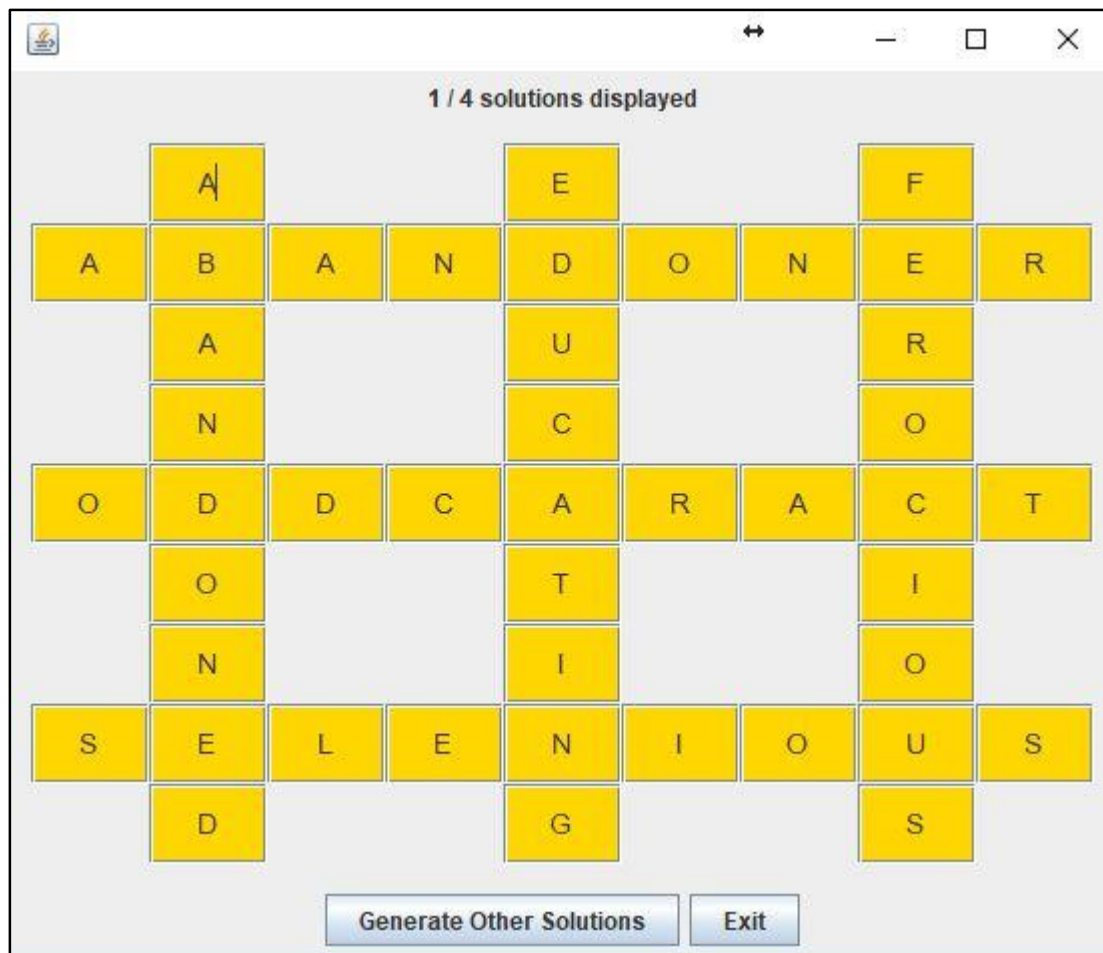 1 / 4 solutions displayed
A E F
A B A N D O N E R
A U R
N C O
O D D C A R A C T
O T I
N I O
S E L E N I O U S
D G S
Generate Other Solutions Exit